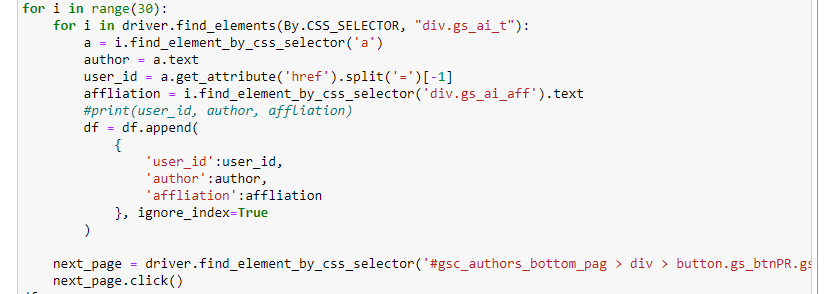 for i in range(30):
    for i in driver.find_elements(By.CSS_SELECTOR, "div.gs_ai_t"):
        a = i.find_element_by_css_selector('a')
        author = a.text
        user_id = a.get_attribute('href').split('=')[-1]
        affliation = i.find_element_by_css_selector('div.gs_ai_aff').text
        #print(user_id, author, affliation)
        df = df.append(
            {
                'user_id':user_id,
                'author':author,
                'affliation':affliation
            }, ignore_index=True
        )
    next_page = driver.find_element_by_css_selector('#gsc_authors_bottom_pag > div > button.gs_btnPR.gs
    next_page.click()